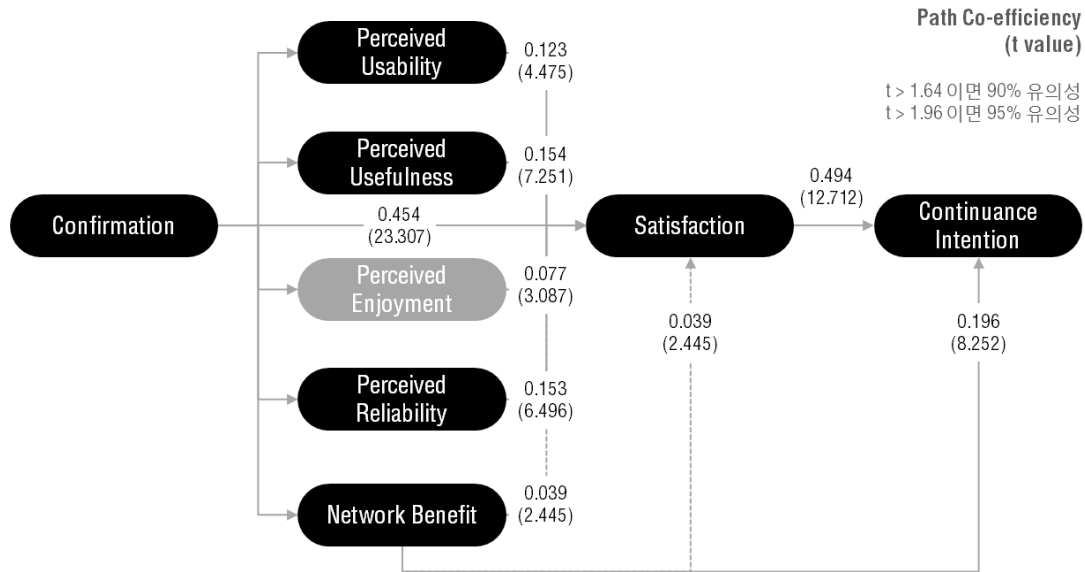 Path Co-efficiency
(t value)
t > 1.64 이면 90% 유의성
t > 1.96 이면 95% 유의성
Perceived
Usability
0.123
(4.475)
Perceived
Usefulness
0.154
(7.251)
Confirmation
0.454
(23.307)
Satisfaction
0.494
(12.712)
Continuance
Intention
Perceived
Enjoyment
0.077
(3.087)
0.039
(2.445)
0.196
(8.252)
Perceived
Reliability
0.153
(6.496)
Network Benefit
0.039
(2.445)